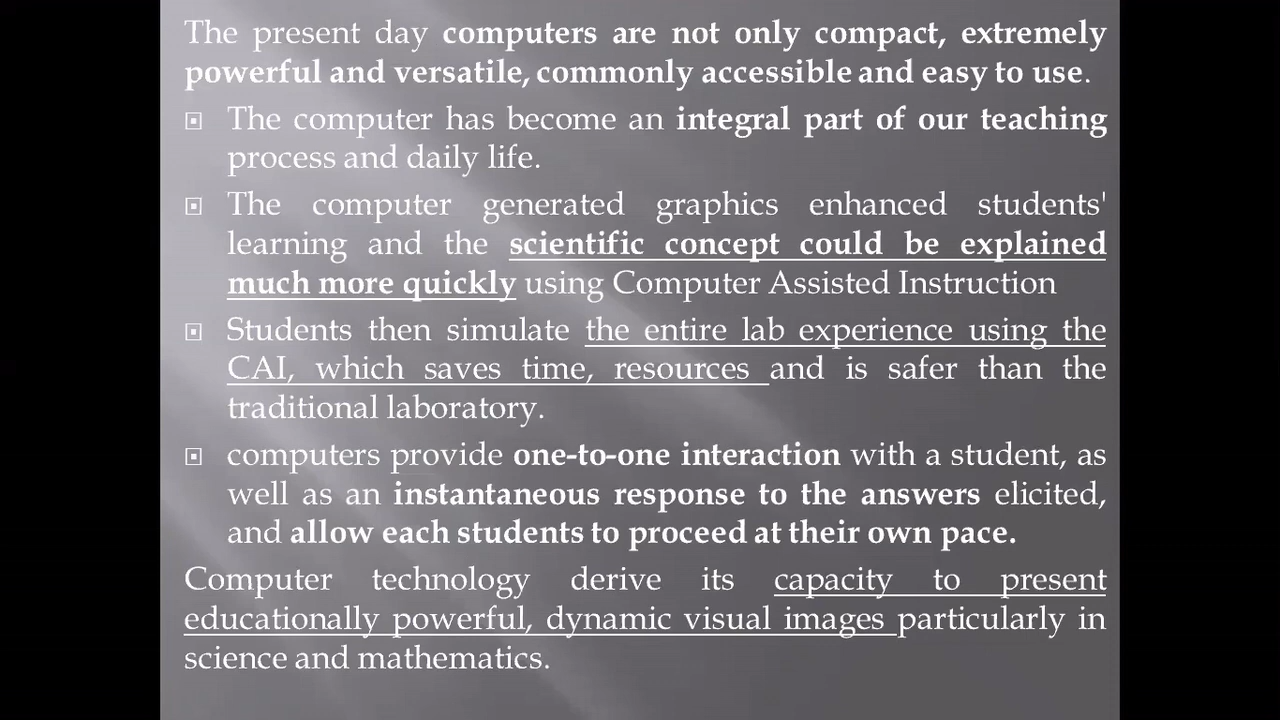 The present day computers are not only compact, extremely
powerful and versatile, commonly accessible and easy to use.
The computer has become an integral part of our teaching
process and daily life.
The computer generated graphics enhanced students'
learning and the scientific concept could be explained
much more quickly using Computer Assisted Instruction
Students then simulate the entire lab experience using the
CAI, which saves time, resources and is safer than the
traditional laboratory.
computers provide one-to-one interaction with a student, as
well as an instantaneous response to the answers elicited,
and allow each students to proceed at their own pace.
Computer technology derive its capacity to present
educationally powerful, dynamic visual images particularly in
science and mathematics.